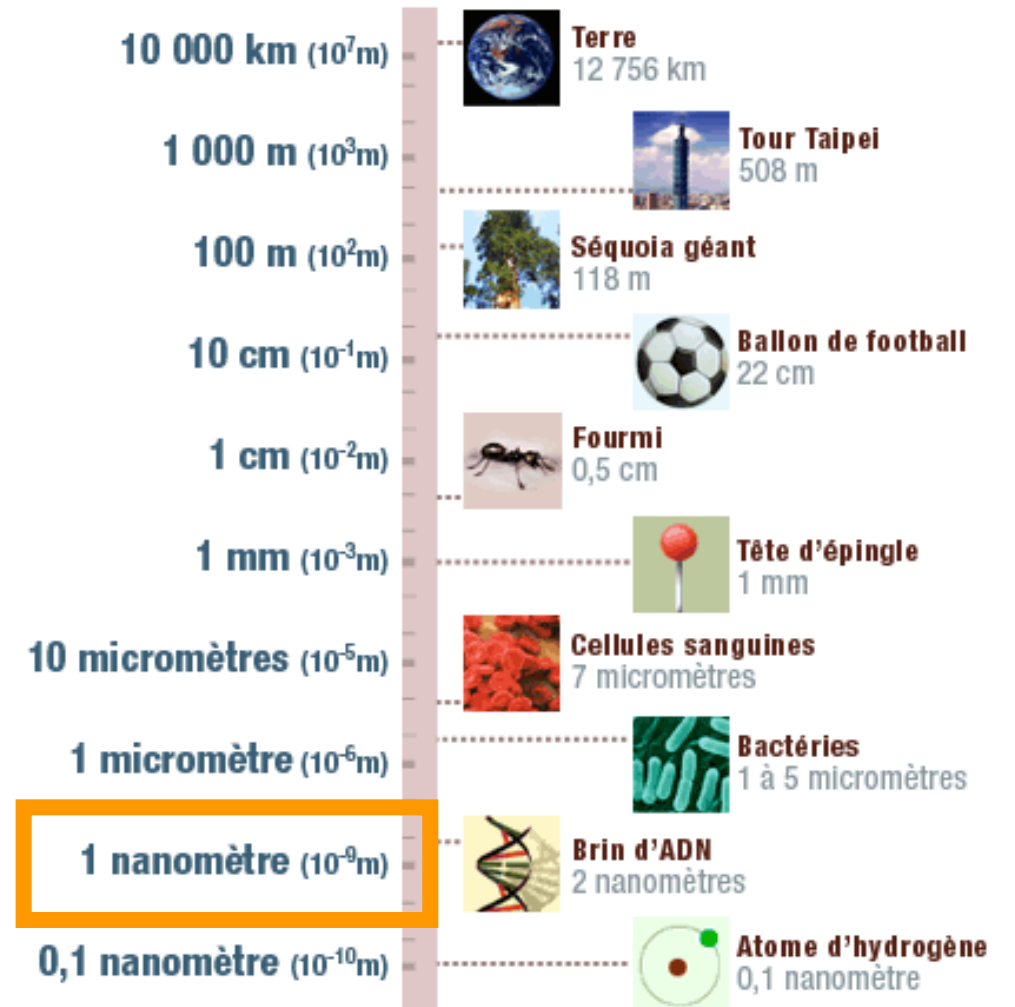 10 000 km (10⁷m)
Terre
12 756 km
1 000 m (10³m)
Tour Taipei
508 m
100 m (10²m)
Séquoia géant
118 m
10 cm (10⁻¹m)
Ballon de football
22 cm
1 cm (10⁻²m)
Fourmi
0,5 cm
1 mm (10⁻³m)
Tête d’épingle
1 mm
10 micromètres (10⁻⁵m)
Cellules sanguines
7 micromètres
1 micromètre (10⁻⁶m)
Bactéries
1 à 5 micromètres
1 nanomètre (10⁻⁹m)
Brin d’ADN
2 nanomètres
0,1 nanomètre (10⁻¹⁰m)
Atome d’hydrogène
0,1 nanomètre